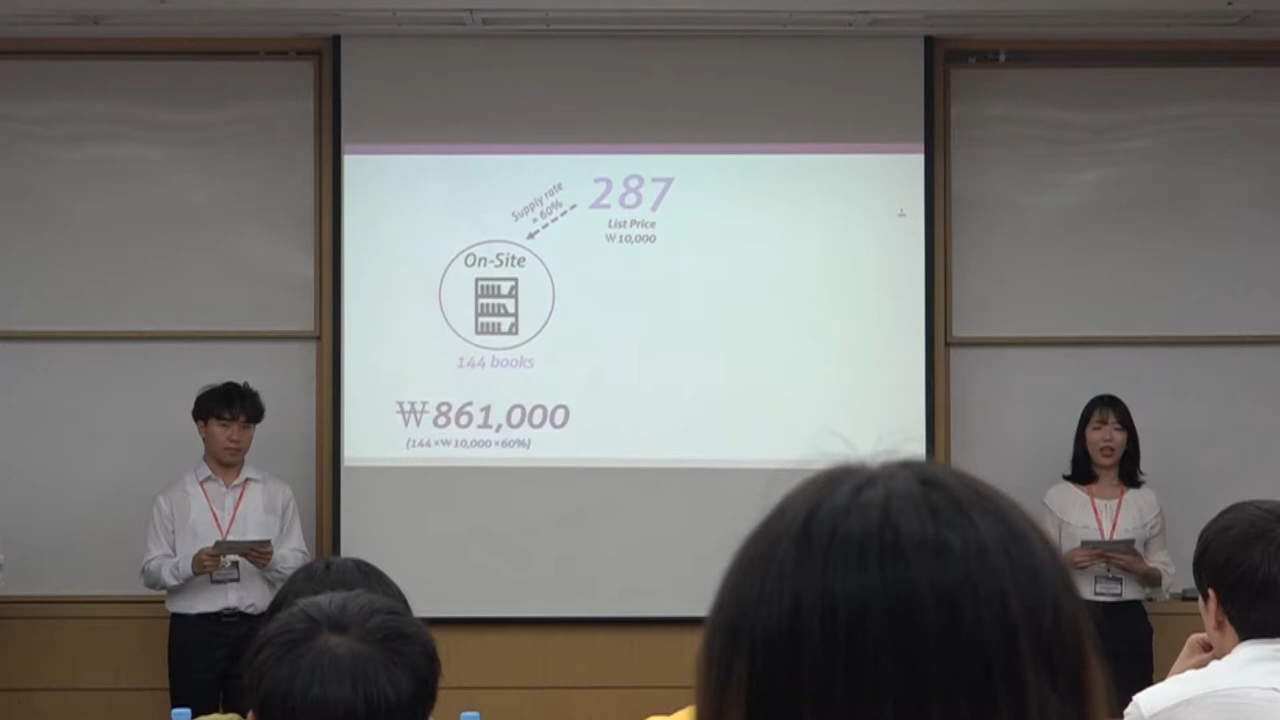 287
List Price
₩10,000
Supply rate
× 60%
On-Site
144 books
₩861,000
(144×₩10,000×60%)